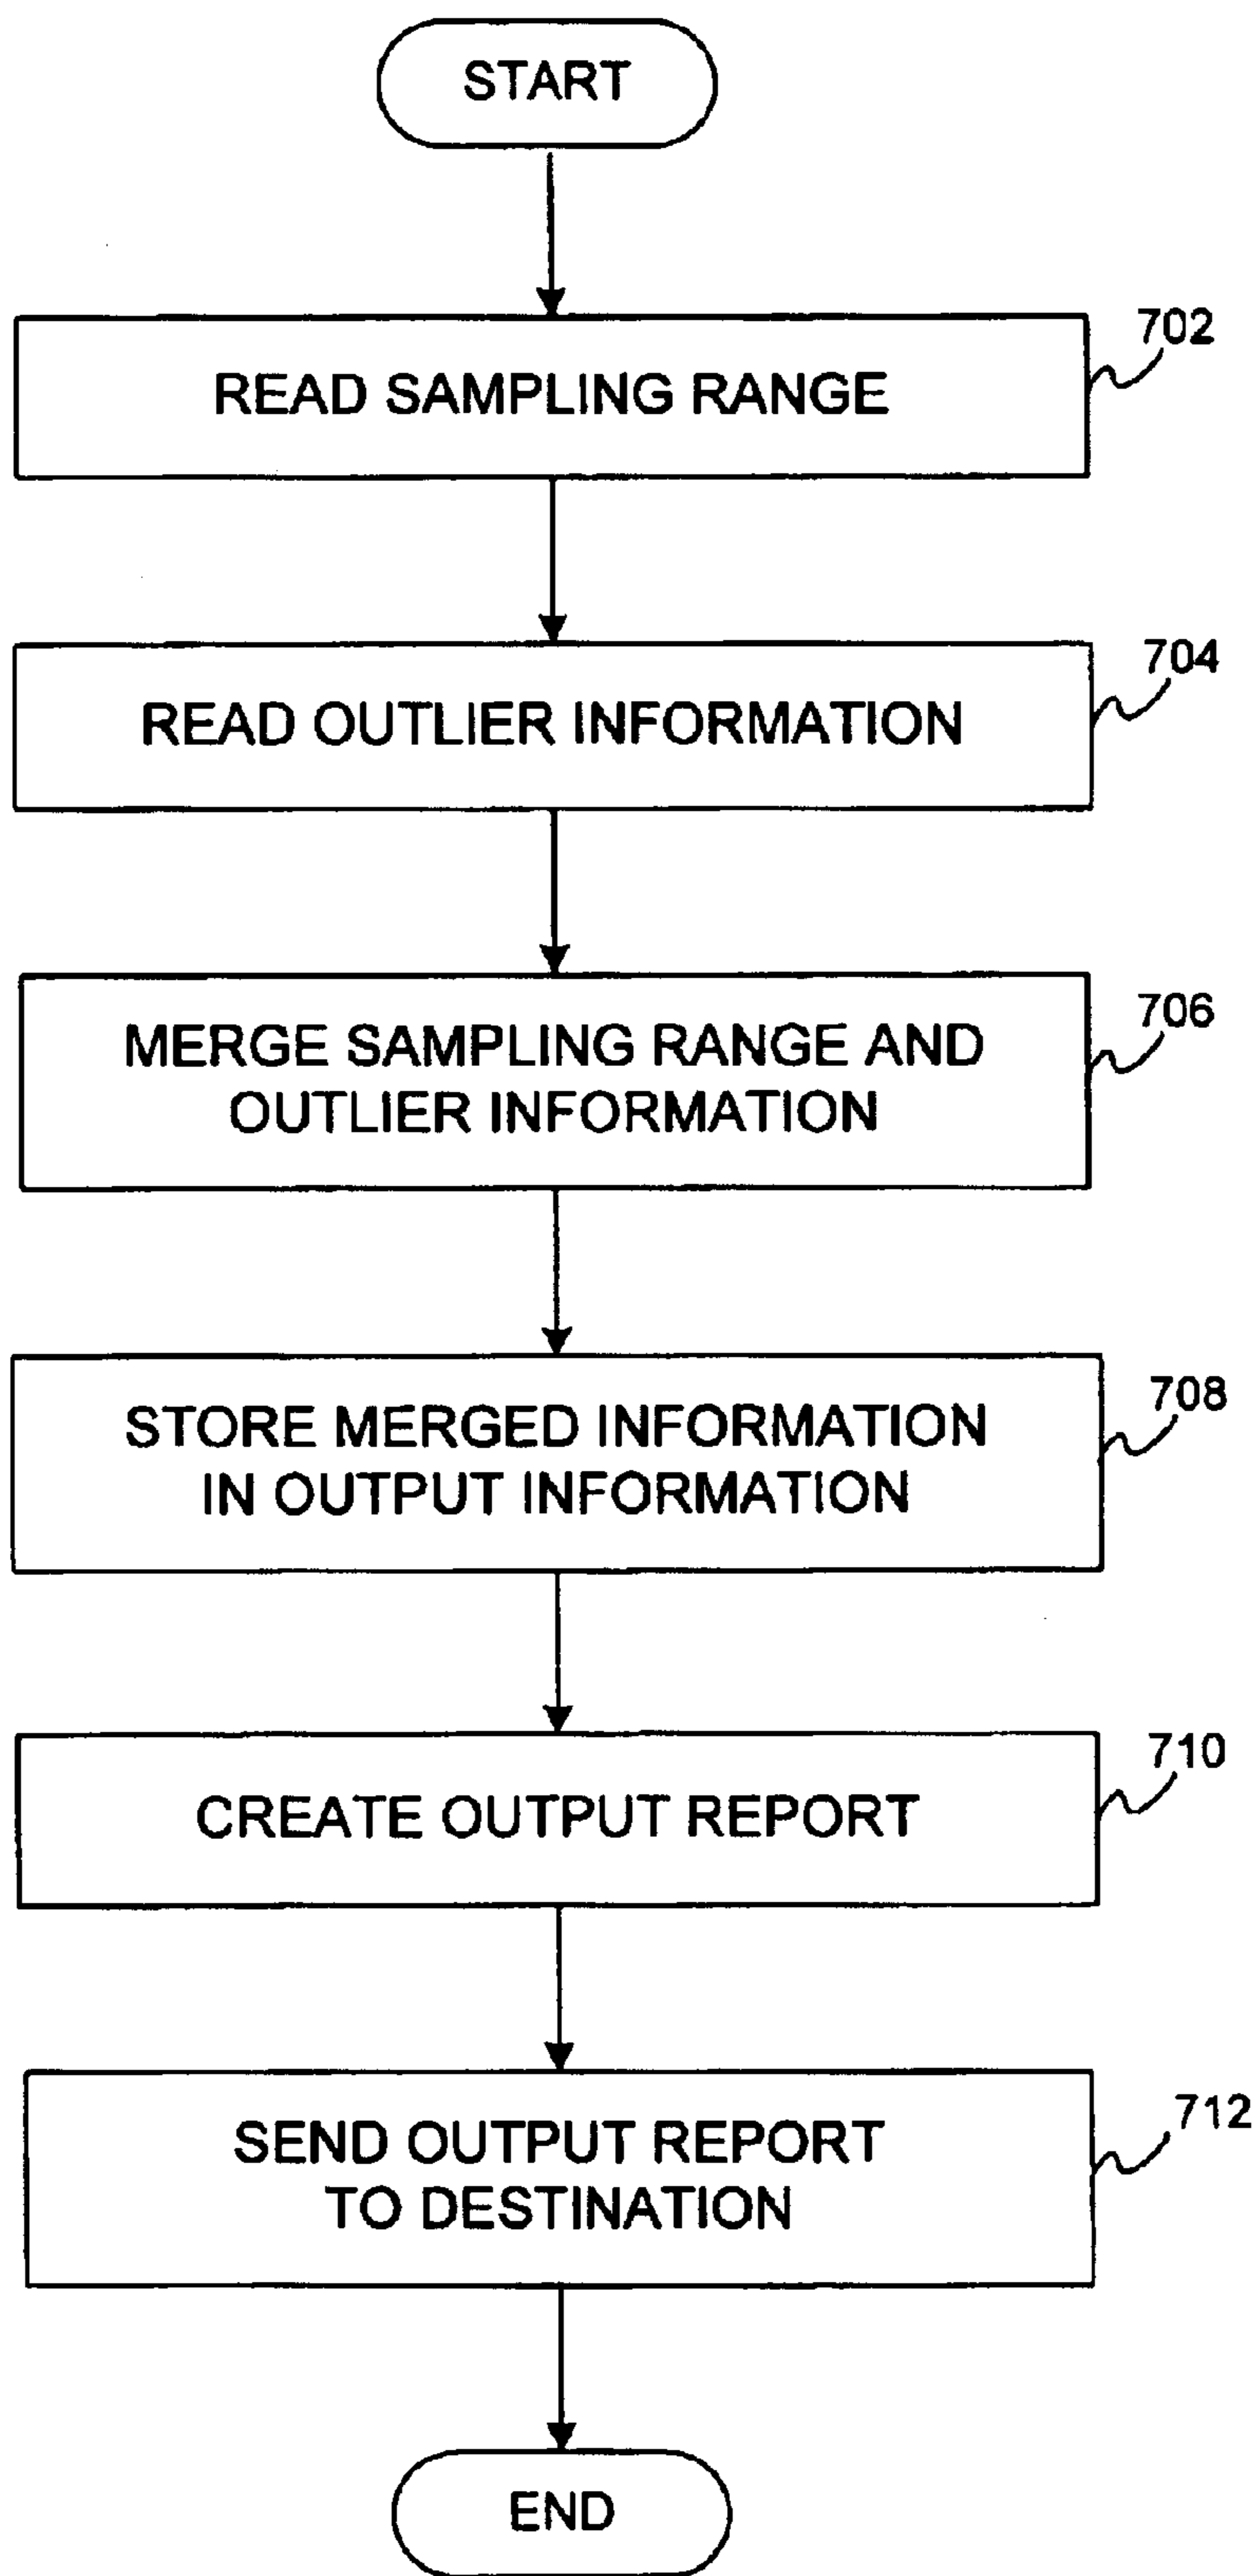 START
702
READ SAMPLING RANGE
704
READ OUTLIER INFORMATION
706
MERGE SAMPLING RANGE AND
OUTLIER INFORMATION
708
STORE MERGED INFORMATION
IN OUTPUT INFORMATION
710
CREATE OUTPUT REPORT
712
SEND OUTPUT REPORT
TO DESTINATION
END